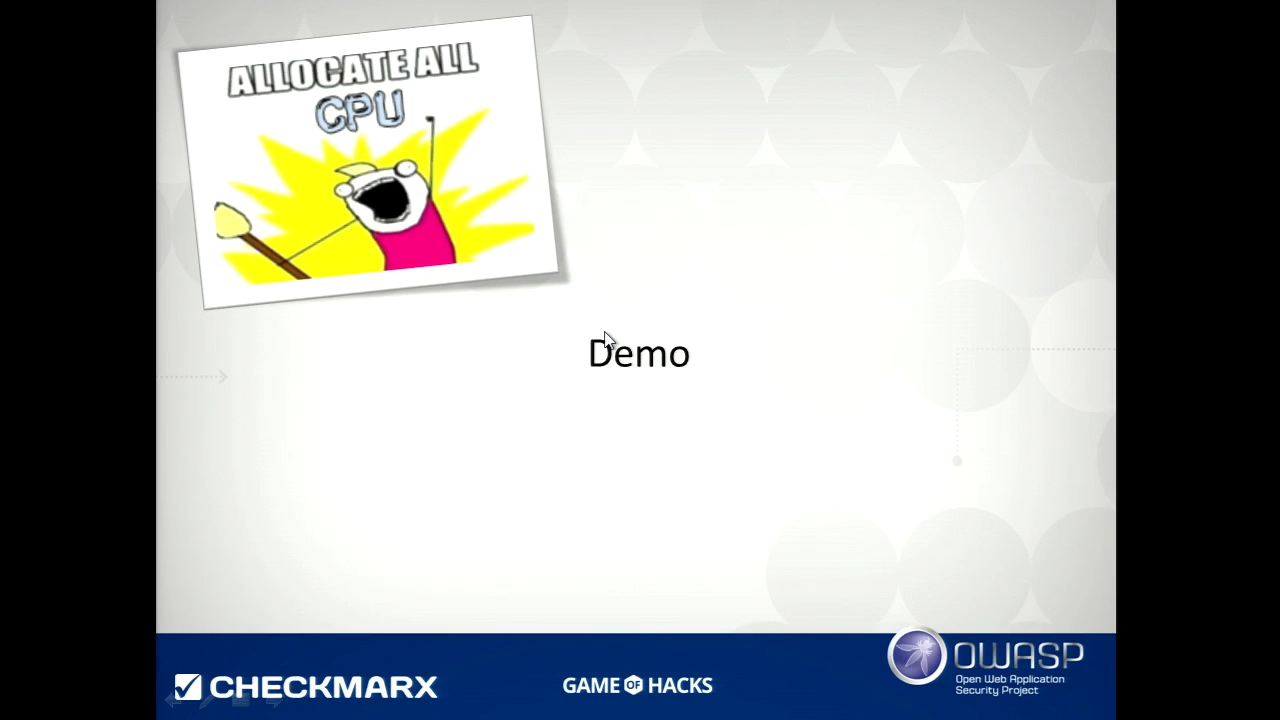 ALLOCATE ALL
CPU
Demo
CHECKMARX
GAME OF HACKS
OWASP
Open Web Application
Security Project